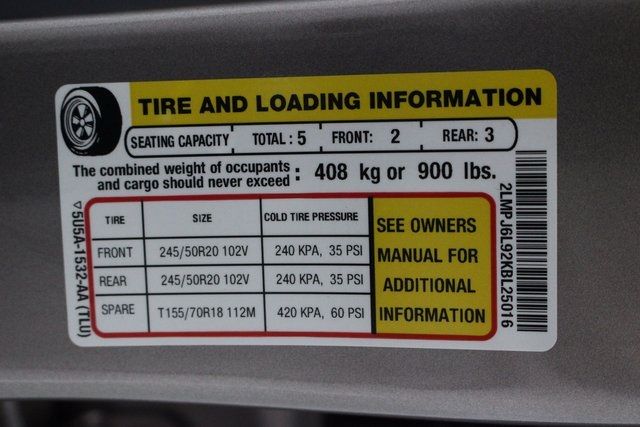 TIRE AND LOADING INFORMATION
SEATING CAPACITY TOTAL : 5 FRONT: 2 REAR: 3
The combined weight of occupants
and cargo should never exceed : 408 kg or 900 lbs.
TIRE SIZE COLD TIRE PRESSURE
FRONT 245/50R20 102V 240 KPA, 35 PSI
REAR 245/50R20 102V 240 KPA, 35 PSI
SPARE T155/70R18 112M 420 KPA, 60 PSI
SEE OWNERS
MANUAL FOR
ADDITIONAL
INFORMATION
▽5U5A-1532-AA (TLU)
2LMPJ6L92KBL25016